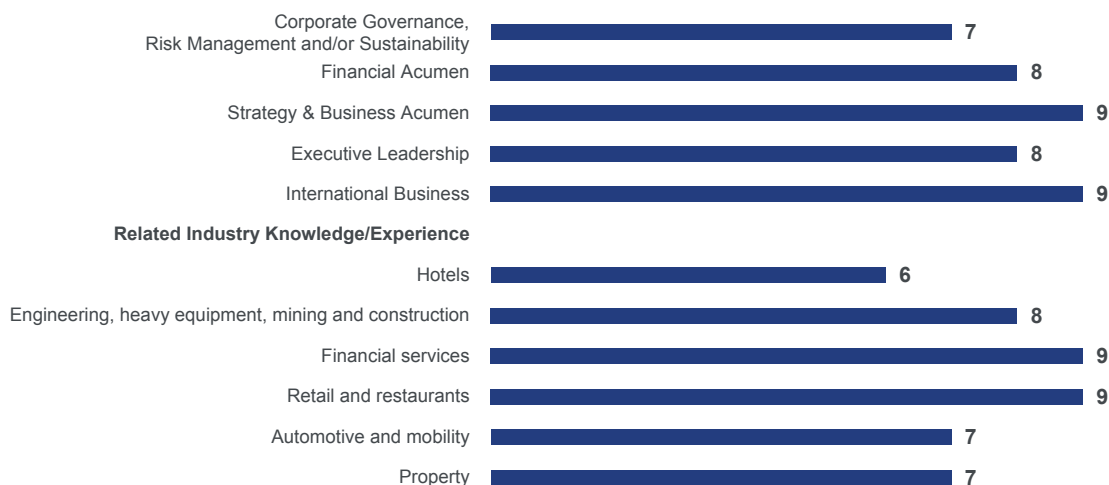 Corporate Governance,
Risk Management and/or Sustainability 7
Financial Acumen 8
Strategy & Business Acumen 9
Executive Leadership 8
International Business 9
Related Industry Knowledge/Experience
Hotels 6
Engineering, heavy equipment, mining and construction 8
Financial services 9
Retail and restaurants 9
Automotive and mobility 7
Property 7